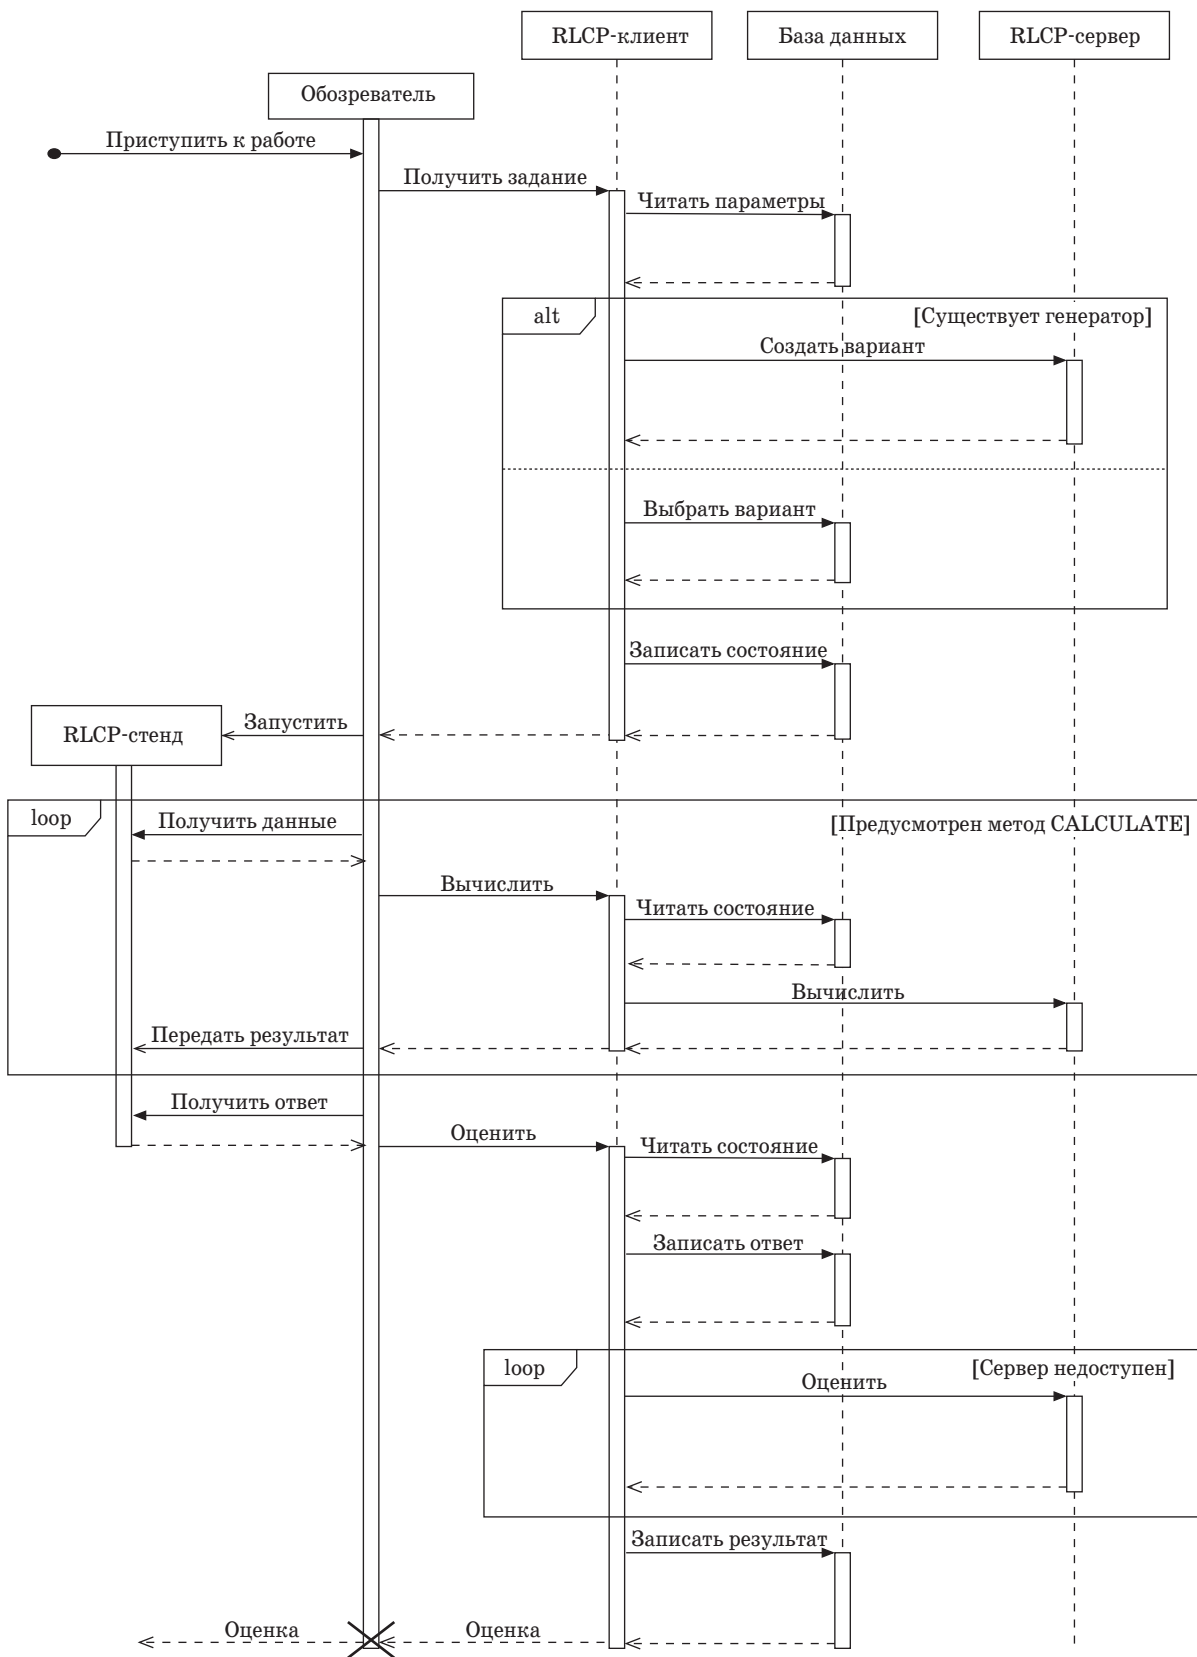 RLCP-клиент
База данных
RLCP-сервер
Обозреватель
Приступить к работе
Получить задание
Читать параметры
alt
[Существует генератор]
Создать вариант
Выбрать вариант
Записать состояние
RLCP-стенд
Запустить
loop
Получить данные
[Предусмотрен метод CALCULATE]
Вычислить
Читать состояние
Вычислить
Передать результат
Получить ответ
Оценить
Читать состояние
Записать ответ
loop
[Сервер недоступен]
Оценить
Записать результат
Оценка
Оценка